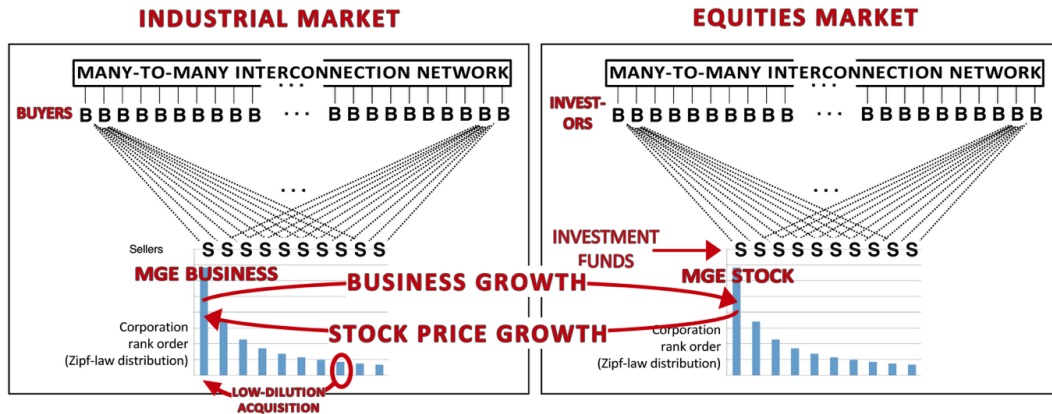 INDUSTRIAL MARKET
MANY-TO-MANY INTERCONNECTION NETWORK
...
BUYERS B B B B B B B B B B ... B B B B B B B B B B
...
Sellers S S S S S S S S S S
MGE BUSINESS
BUSINESS GROWTH
STOCK PRICE GROWTH
Corporation
rank order
(Zipf-law distribution)
LOW-DILUTION
ACQUISITION
EQUITIES MARKET
MANY-TO-MANY INTERCONNECTION NETWORK
...
INVEST-
ORS
B B B B B B B B B B ... B B B B B B B B B B
...
INVESTMENT
FUNDS
S S S S S S S S S S
MGE STOCK
Corporation
rank order
(Zipf-law distribution)